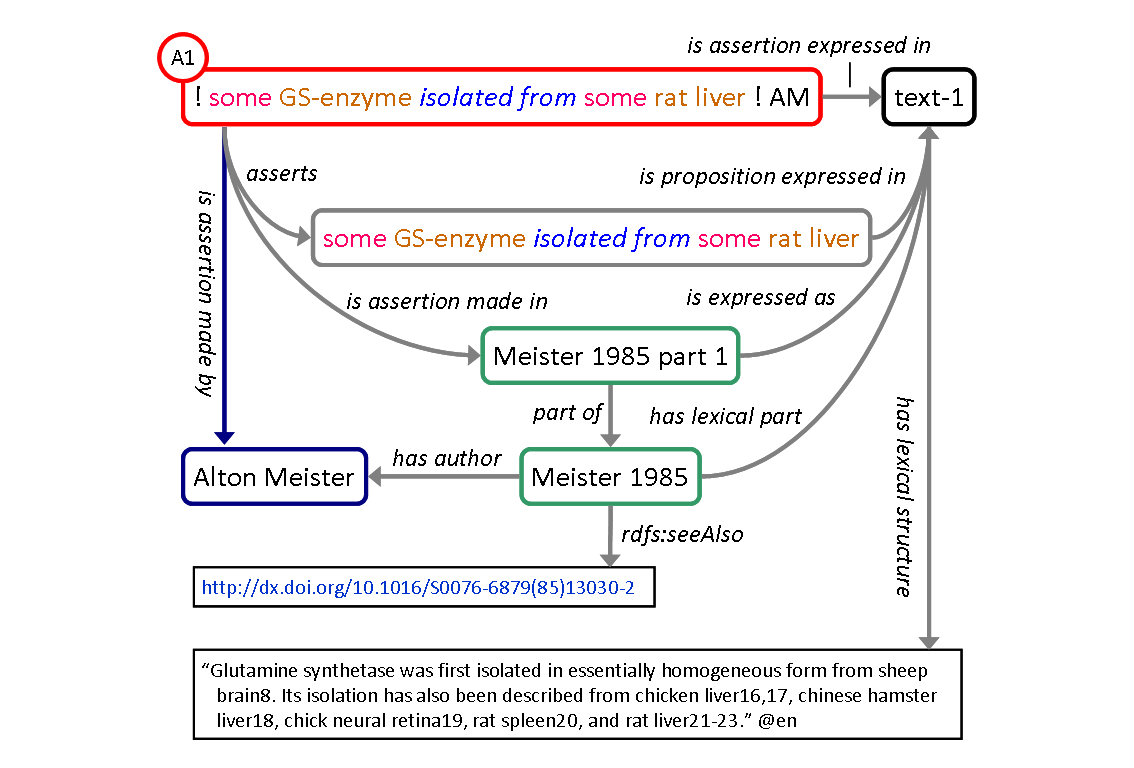 is assertion expressed in
A1
! some GS-enzyme isolated from some rat liver ! AM
text-1
asserts
is proposition expressed in
is assertion made by
some GS-enzyme isolated from some rat liver
is assertion made in
is expressed as
Meister 1985 part 1
part of
has lexical part
has lexical structure
Alton Meister
has author
Meister 1985
rdfs:seeAlso
http://dx.doi.org/10.1016/S0076-6879(85)13030-2
“Glutamine synthetase was first isolated in essentially homogeneous form from sheep
brain8. Its isolation has also been described from chicken liver16,17, chinese hamster
liver18, chick neural retina19, rat spleen20, and rat liver21-23.” @en